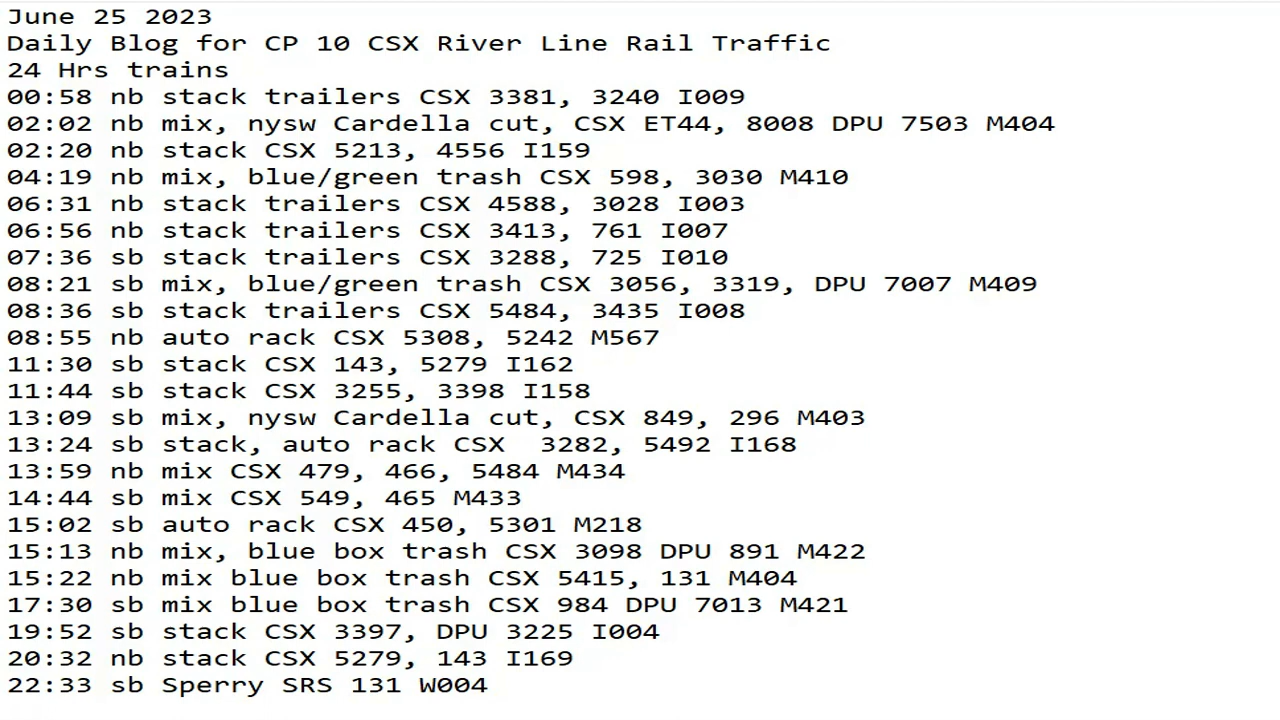 June 25 2023
Daily Blog for CP 10 CSX River Line Rail Traffic
24 Hrs trains
00:58 nb stack trailers CSX 3381, 3240 I009
02:02 nb mix, nysw Cardella cut, CSX ET44, 8008 DPU 7503 M404
02:20 nb stack CSX 5213, 4556 I159
04:19 nb mix, blue/green trash CSX 598, 3030 M410
06:31 nb stack trailers CSX 4588, 3028 I003
06:56 nb stack trailers CSX 3413, 761 I007
07:36 sb stack trailers CSX 3288, 725 I010
08:21 sb mix, blue/green trash CSX 3056, 3319, DPU 7007 M409
08:36 sb stack trailers CSX 5484, 3435 I008
08:55 nb auto rack CSX 5308, 5242 M567
11:30 sb stack CSX 143, 5279 I162
11:44 sb stack CSX 3255, 3398 I158
13:09 sb mix, nysw Cardella cut, CSX 849, 296 M403
13:24 sb stack, auto rack CSX  3282, 5492 I168
13:59 nb mix CSX 479, 466, 5484 M434
14:44 sb mix CSX 549, 465 M433
15:02 sb auto rack CSX 450, 5301 M218
15:13 nb mix, blue box trash CSX 3098 DPU 891 M422
15:22 nb mix blue box trash CSX 5415, 131 M404
17:30 sb mix blue box trash CSX 984 DPU 7013 M421
19:52 sb stack CSX 3397, DPU 3225 I004
20:32 nb stack CSX 5279, 143 I169
22:33 sb Sperry SRS 131 W004